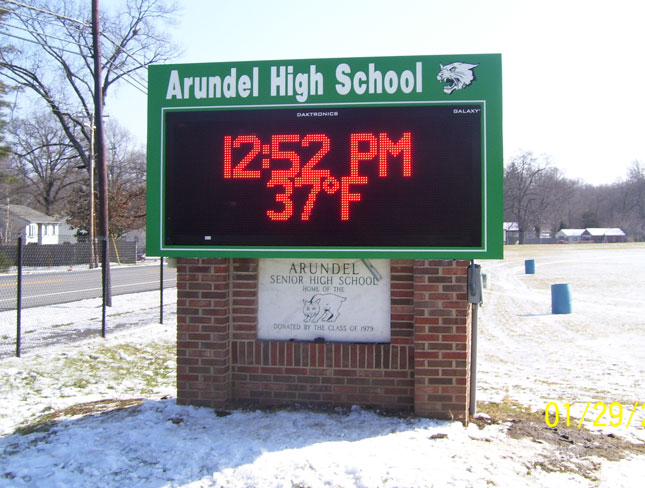 Arundel High School
DAKTRONICS
GALAXY
12:52 PM
37°F
ARUNDEL
SENIOR HIGH SCHOOL
HOME OF THE
DONATED BY THE CLASS OF 1979
01/29/